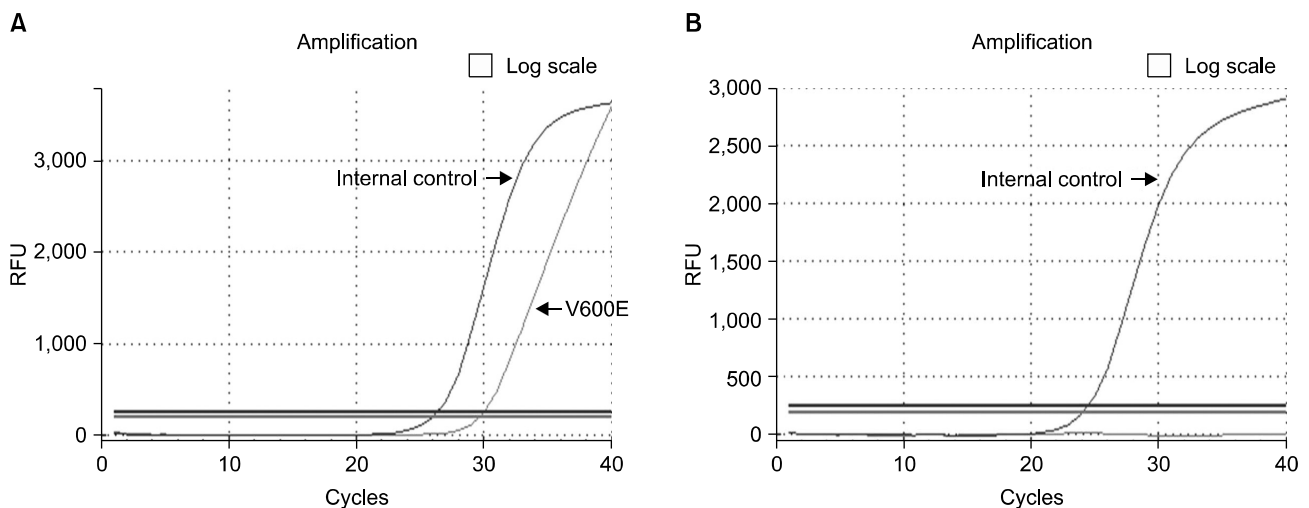 A
Amplification
Log scale
3,000
2,000
1,000
0
RFU
Internal control
V600E
0 10 20 30 40
Cycles
B
Amplification
Log scale
3,000
2,500
2,000
1,500
1,000
500
0
RFU
Internal control
0 10 20 30 40
Cycles